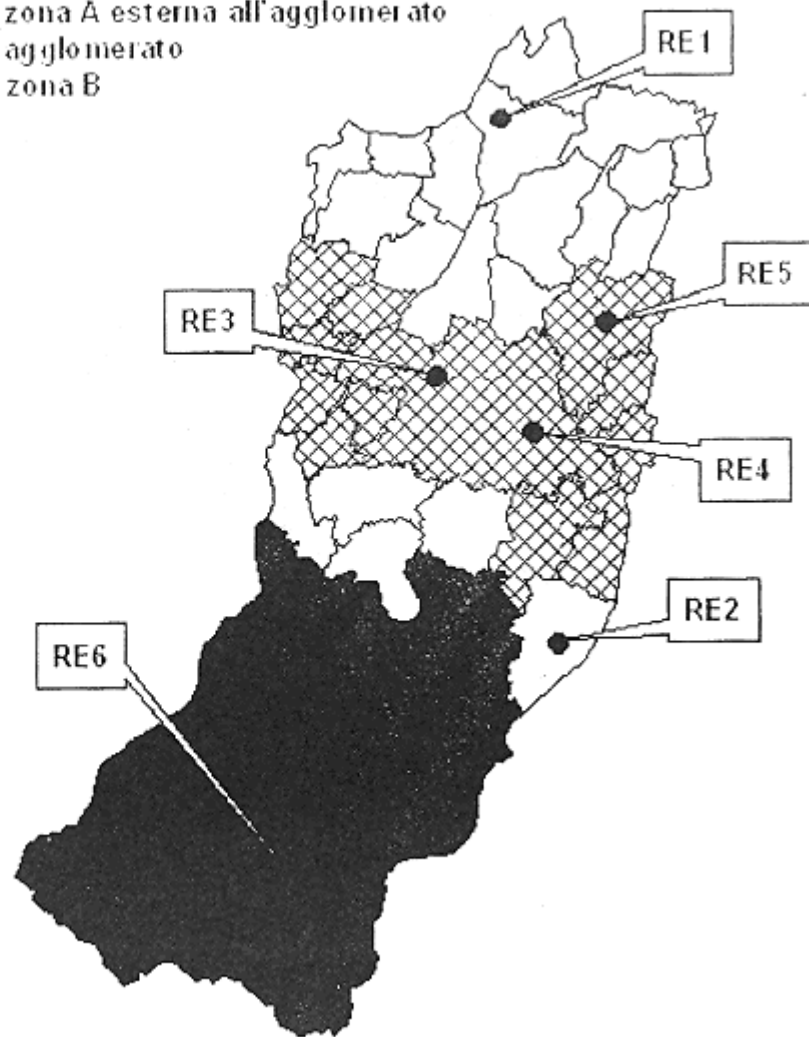 zona A esterna all'agglomerato
agglomerato
zona B
RE1
RE5
RE3
RE4
RE2
RE6